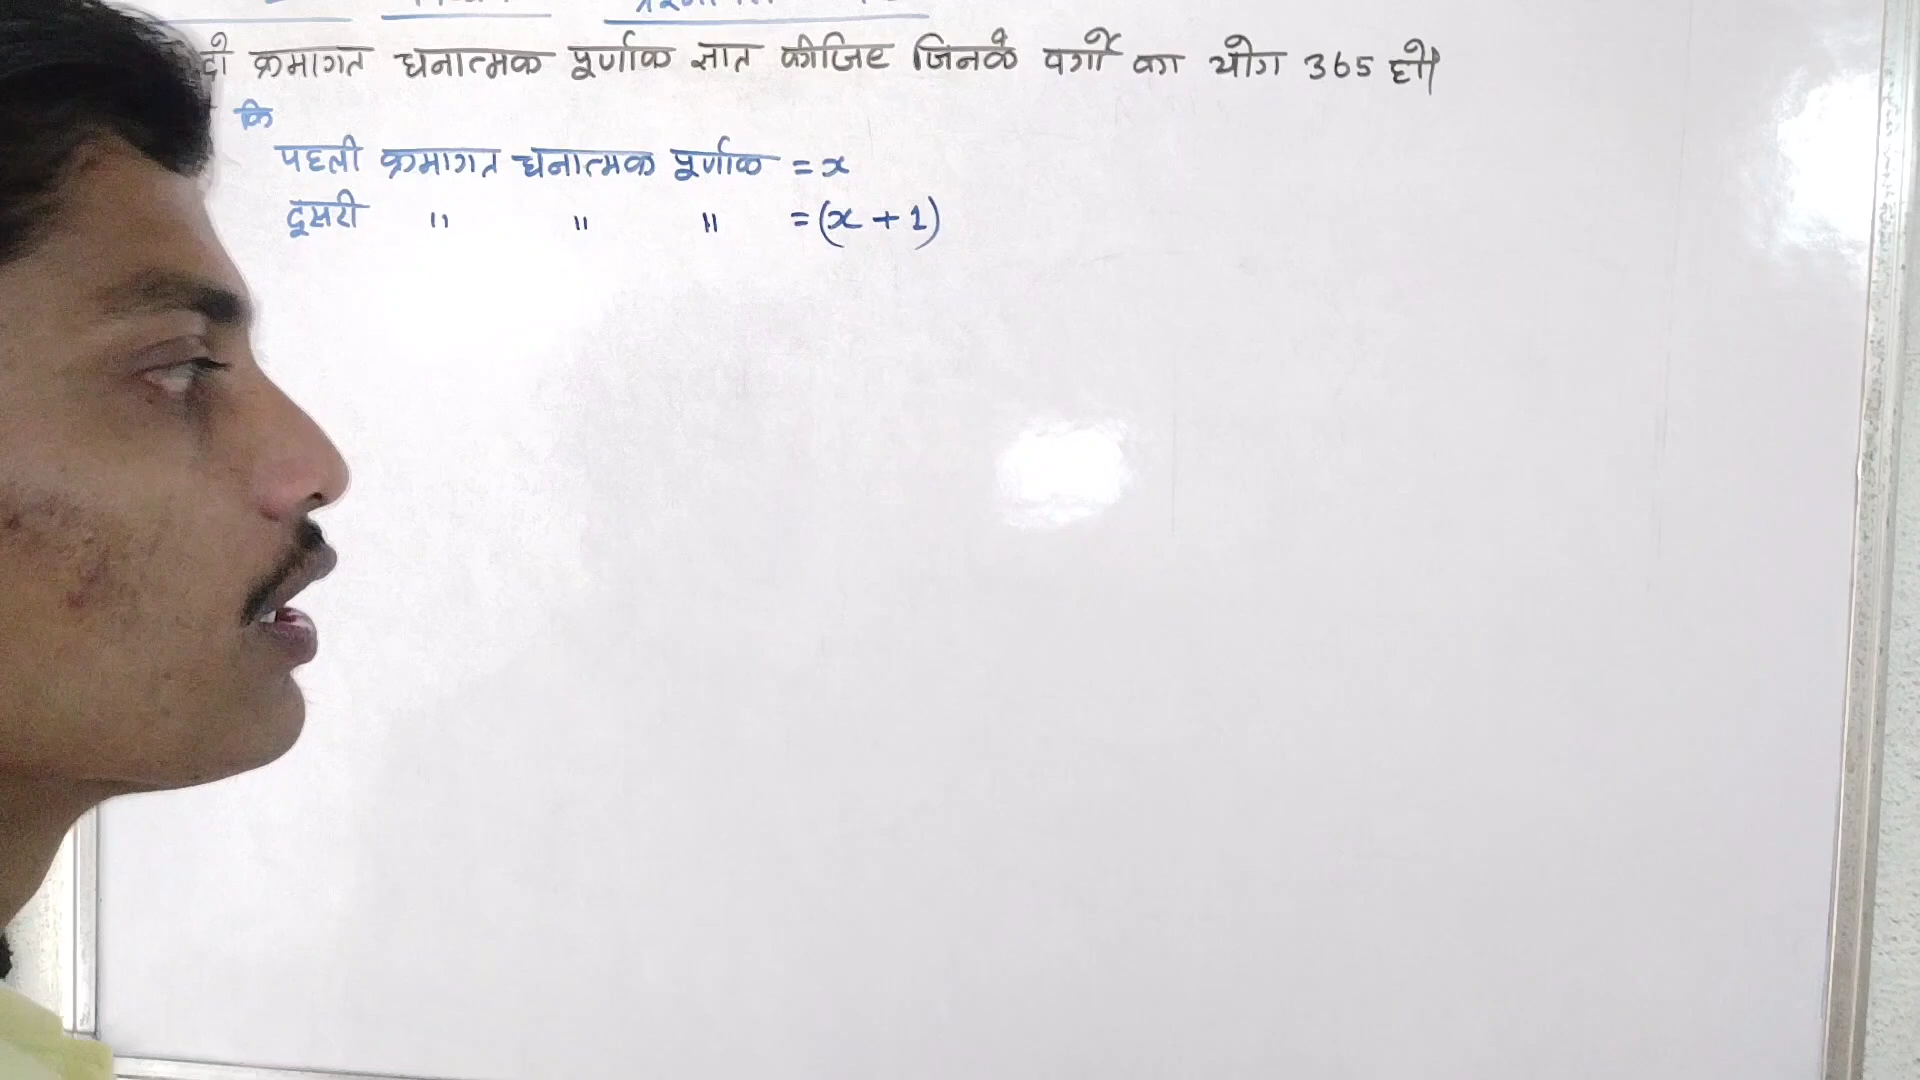 दो क्रमागत धनात्मक पूर्णांक ज्ञात कीजिए जिनके वर्गों का योग 365 हो।
कि
पहली क्रमागत धनात्मक पूर्णांक = x
दूसरी " " " = (x + 1)